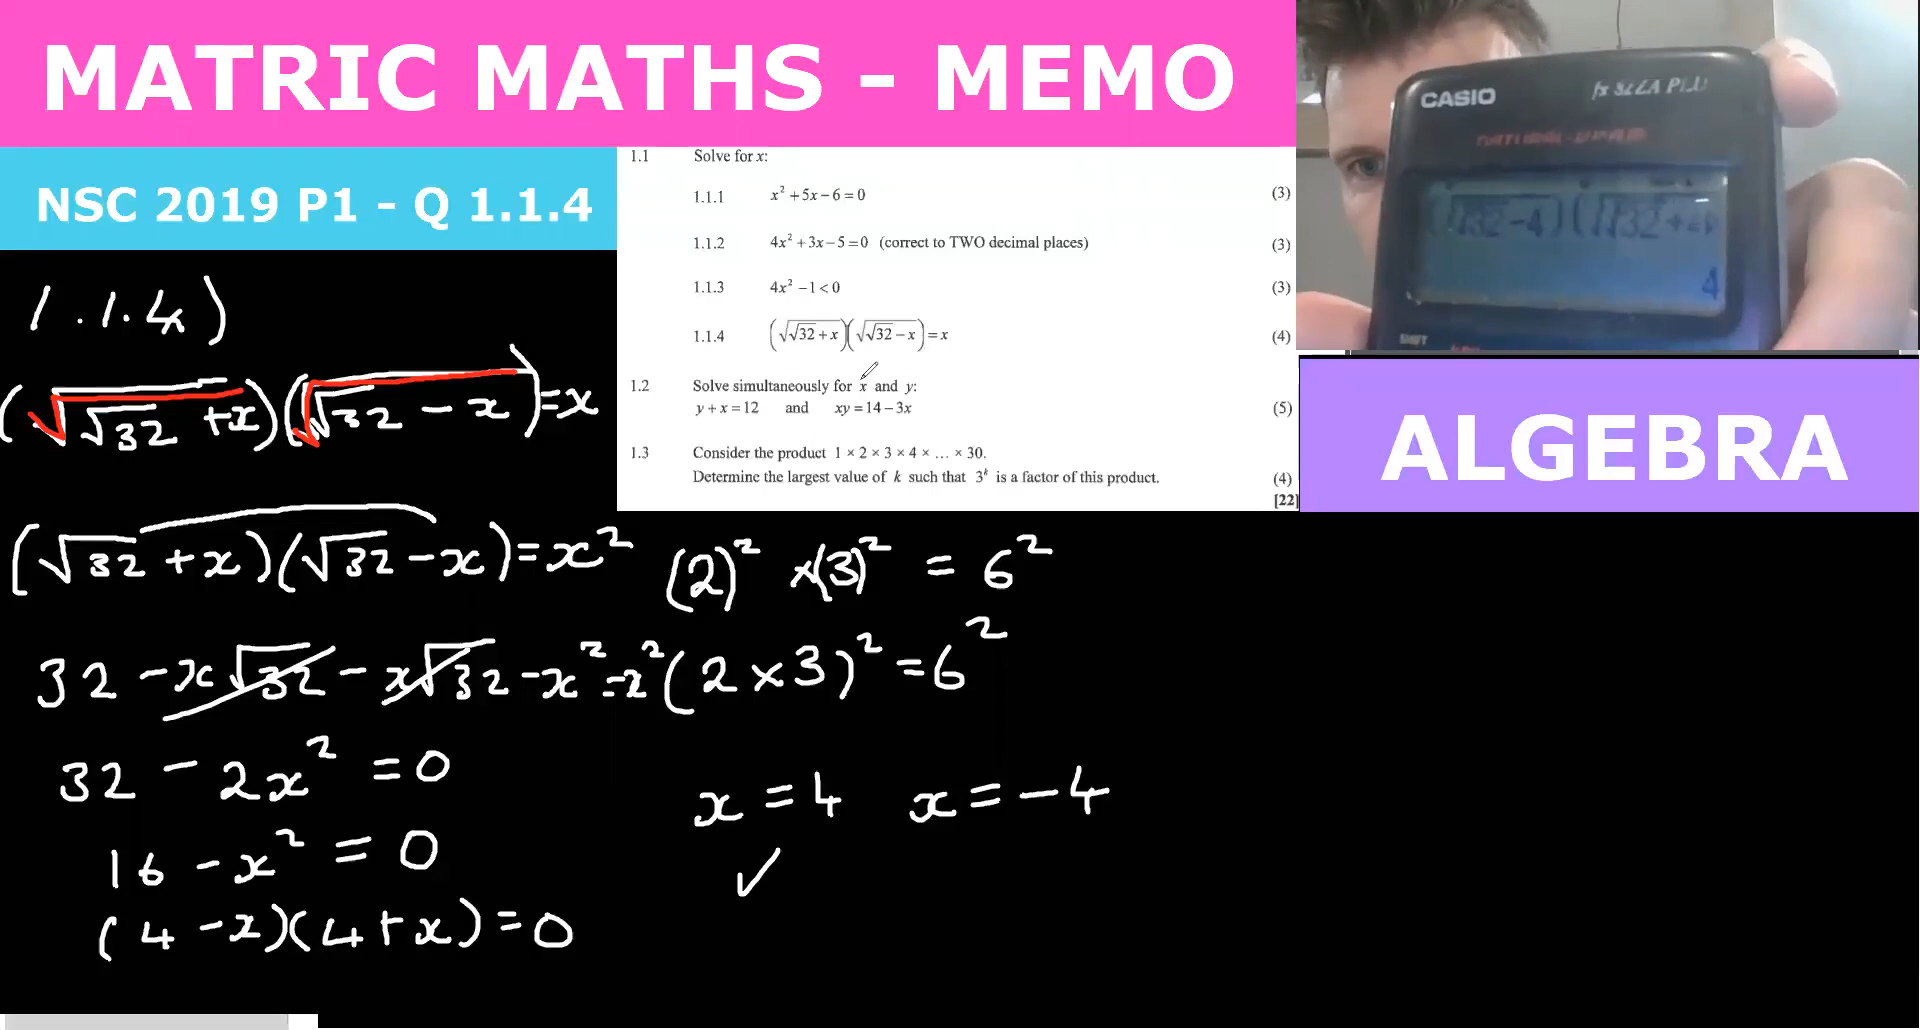 MATRIC MATHS - MEMO
NSC 2019 P1 - Q 1.1.4
1.1 Solve for x:
1.1.1 x² + 5x − 6 = 0 (3)
1.1.2 4x² + 3x − 5 = 0 (correct to TWO decimal places) (3)
1.1.3 4x² − 1 < 0 (3)
1.1.4 (√(√32 + x))(√(√32 − x)) = x (4)
1.2 Solve simultaneously for x and y:
y + x = 12 and xy = 14 − 3x (5)
1.3 Consider the product 1 × 2 × 3 × 4 × ... × 30.
Determine the largest value of k such that 3ᵏ is a factor of this product. (4)
[22]
CASIO
(√√32−4)(√√32+
4
SHIFT
ALGEBRA
1.1.4)
(√(√32 + x))(√(√32 − x)) = x
(√32 + x)(√32 − x) = x²
32 − x√32 − x√32 − x² = x²
32 − 2x² = 0
16 − x² = 0
(4 − x)(4 + x) = 0
(2)² ×(3)² = 6²
(2 × 3)² = 6²
x = 4 x = −4
✓